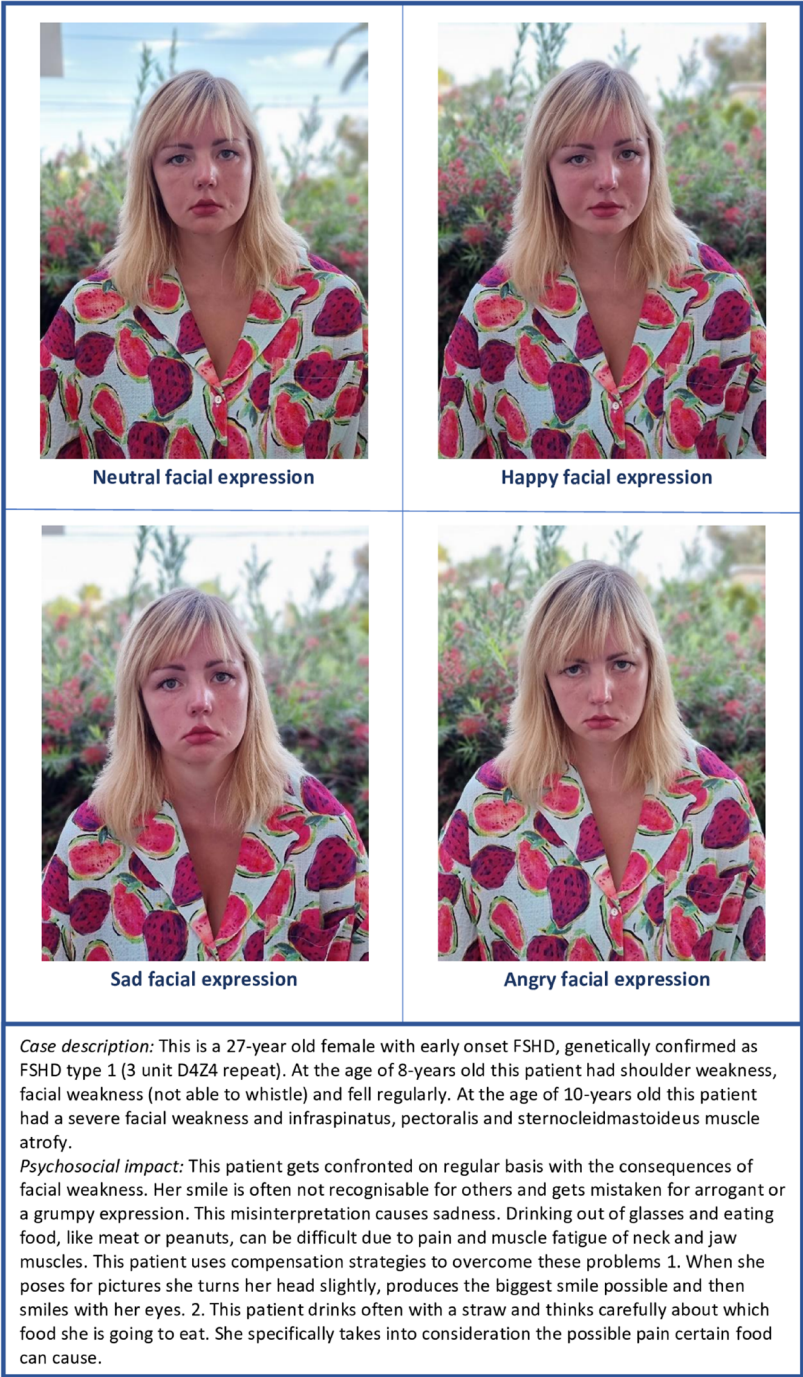 Neutral facial expression
Happy facial expression
Sad facial expression
Angry facial expression
Case description: This is a 27-year old female with early onset FSHD, genetically confirmed as
FSHD type 1 (3 unit D4Z4 repeat). At the age of 8-years old this patient had shoulder weakness,
facial weakness (not able to whistle) and fell regularly. At the age of 10-years old this patient
had a severe facial weakness and infraspinatus, pectoralis and sternocleidmastoideus muscle
atrofy.
Psychosocial impact: This patient gets confronted on regular basis with the consequences of
facial weakness. Her smile is often not recognisable for others and gets mistaken for arrogant or
a grumpy expression. This misinterpretation causes sadness. Drinking out of glasses and eating
food, like meat or peanuts, can be difficult due to pain and muscle fatigue of neck and jaw
muscles. This patient uses compensation strategies to overcome these problems 1. When she
poses for pictures she turns her head slightly, produces the biggest smile possible and then
smiles with her eyes. 2. This patient drinks often with a straw and thinks carefully about which
food she is going to eat. She specifically takes into consideration the possible pain certain food
can cause.